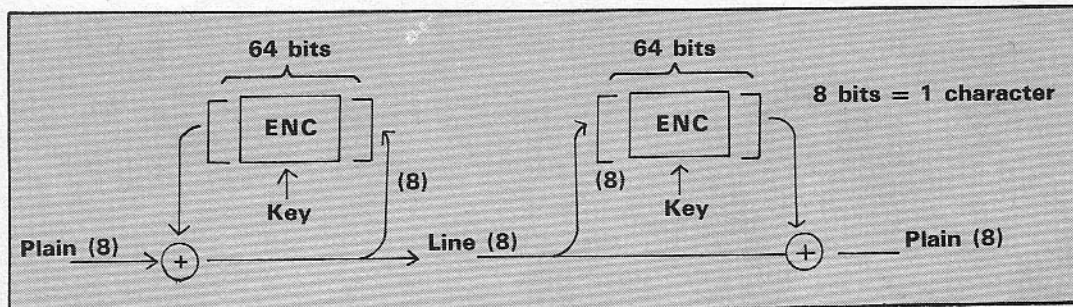 64 bits
64 bits
8 bits = 1 character
ENC
ENC
(8)
(8)
Key
Key
Plain (8)
+
Line (8)
+
Plain (8)